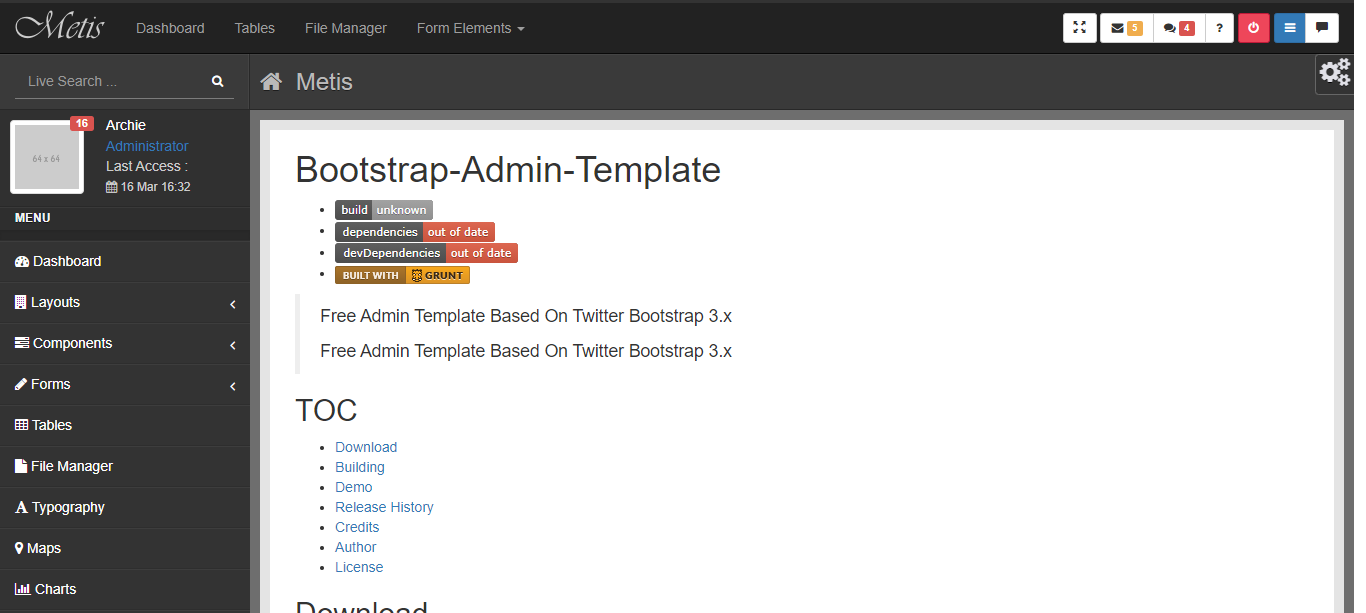 Metis
Dashboard
Tables
File Manager
Form Elements
5
4
?
Live Search ...
Metis
64 x 64
16
Archie
Administrator
Last Access :
16 Mar 16:32
MENU
Dashboard
Layouts
Components
Forms
Tables
File Manager
Typography
Maps
Charts
Bootstrap-Admin-Template
build unknown
dependencies out of date
devDependencies out of date
BUILT WITH GRUNT
Free Admin Template Based On Twitter Bootstrap 3.x
Free Admin Template Based On Twitter Bootstrap 3.x
TOC
Download
Building
Demo
Release History
Credits
Author
License
Download